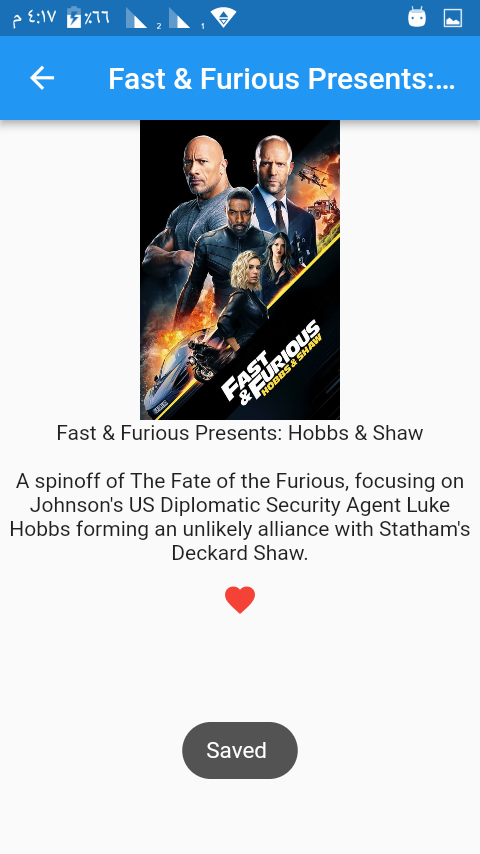 ٤:١٧ م
٪٦٦
2
1
Fast & Furious Presents:...
FAST
& FURIOUS
HOBBS & SHAW
Fast & Furious Presents: Hobbs & Shaw
A spinoff of The Fate of the Furious, focusing on
Johnson's US Diplomatic Security Agent Luke
Hobbs forming an unlikely alliance with Statham's
Deckard Shaw.
Saved